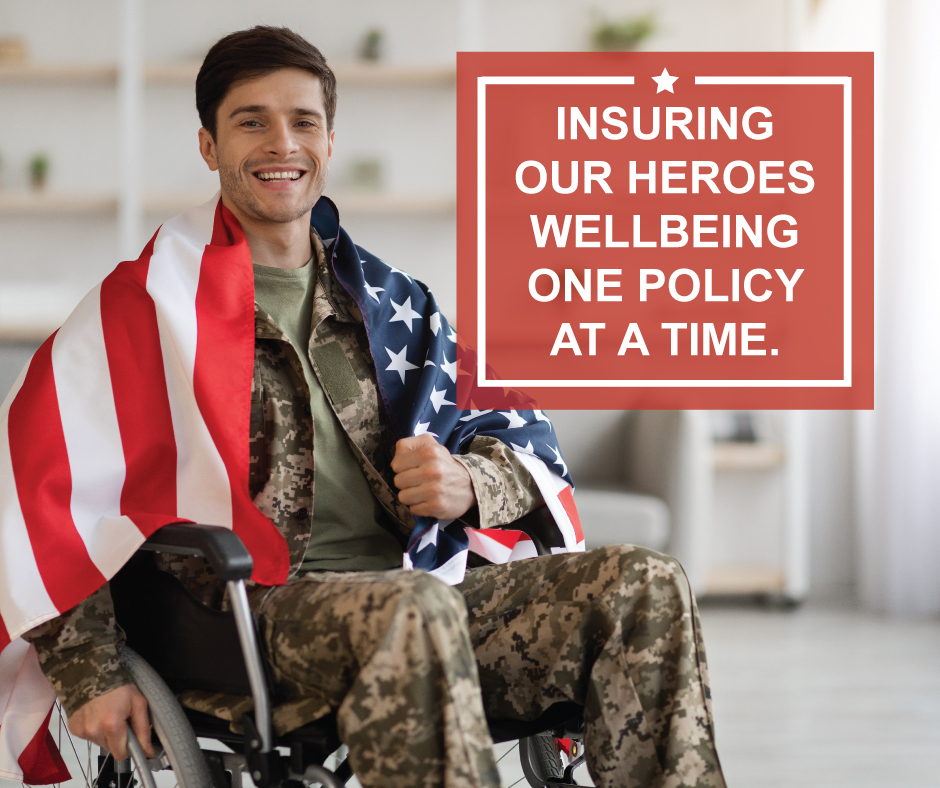 INSURING
OUR HEROES
WELLBEING
ONE POLICY
AT A TIME.